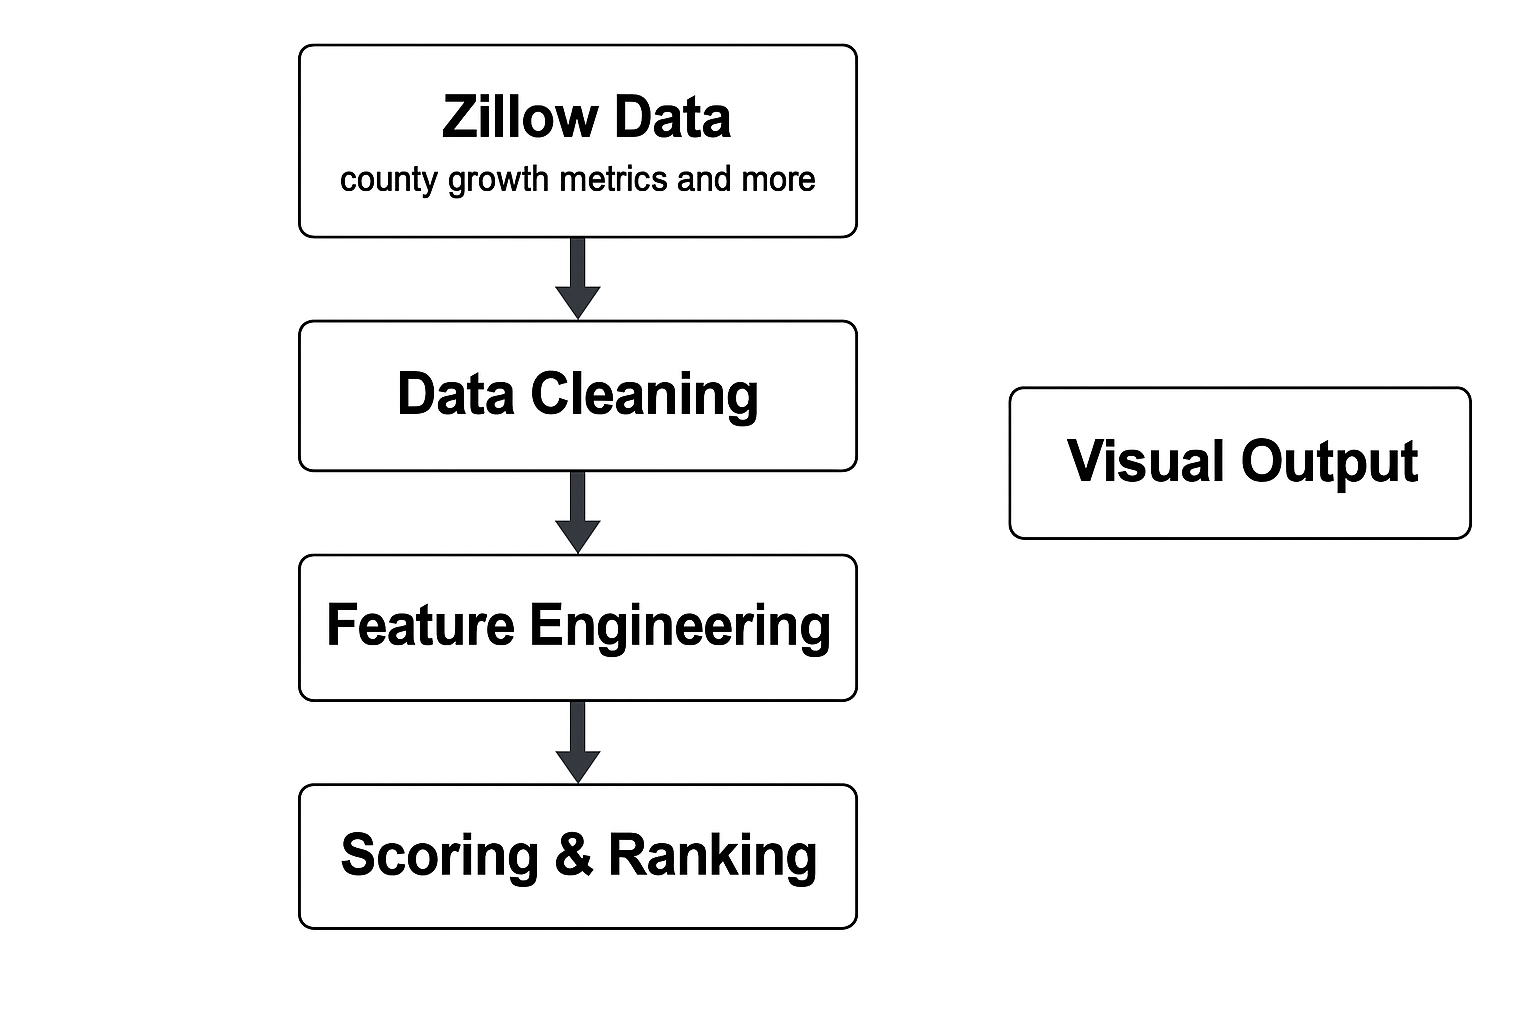 Zillow Data
county growth metrics and more
Data Cleaning
Feature Engineering
Scoring & Ranking
Visual Output